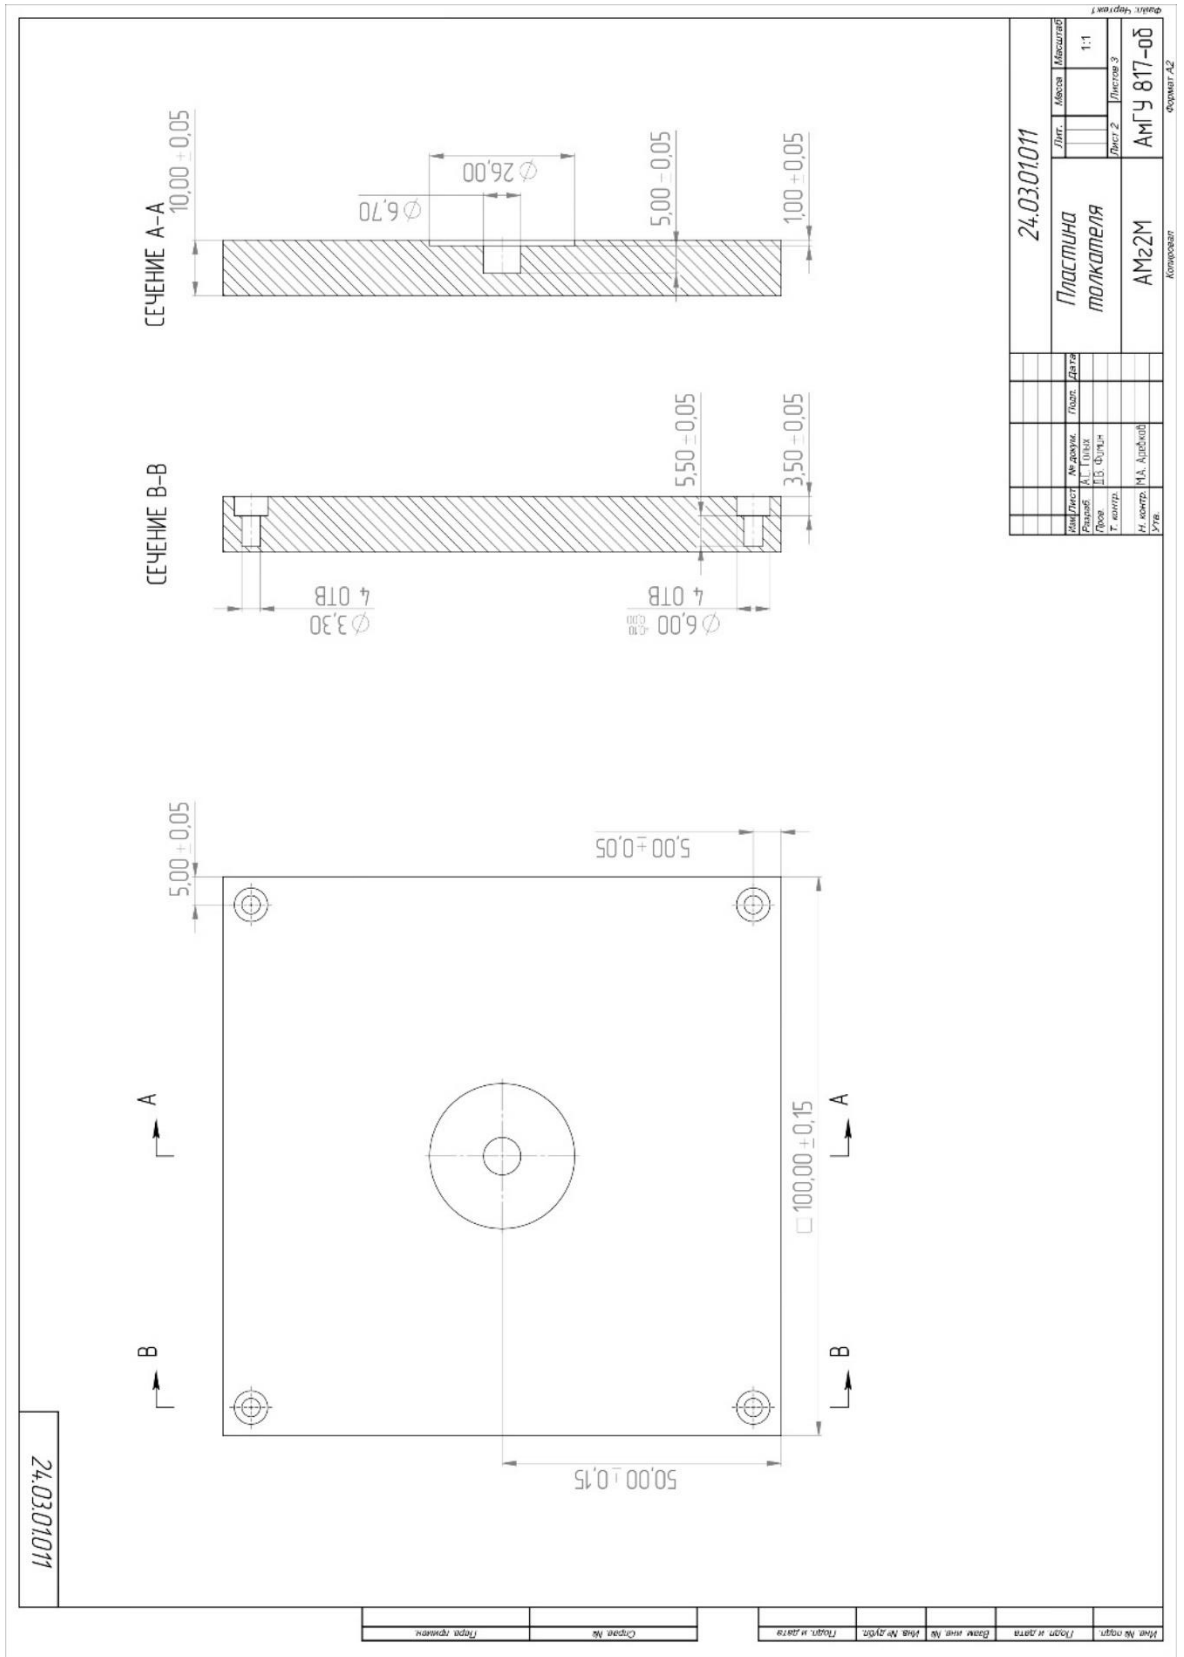 24.03.01.011
СЕЧЕНИЕ В-В
СЕЧЕНИЕ А-А
10,00 ± 0,05
∅ 26,00
∅ 6,70
5,00 ± 0,05
1,00 ± 0,05
∅ 3,30
4 ОТВ
∅ 6,00
4 ОТВ
5,50 ± 0,05
3,50 ± 0,05
5,00 ± 0,05
5,00 ± 0,05
В
А
В
А
□ 100,00 ± 0,15
50,00 ± 0,15
Перв. примен.
Справ. №
Подп. и дата
Инв. № дубл.
Взам. инв. №
Подп. и дата
Инв. № подл.
24.03.01.011
Изм. Лист № докум. Подп. Дата
Разраб. А.С. Голых
Пров. Д.В. Фомин
Т. контр.
Н. контр. М.А. Аревков
Утв.
Пластина
толкателя
АМг2М
Лит. Масса Масштаб
1:1
Лист 2 Листов 3
АмГУ 817-об
Копировал
Формат А2
Файл: Чертеж1